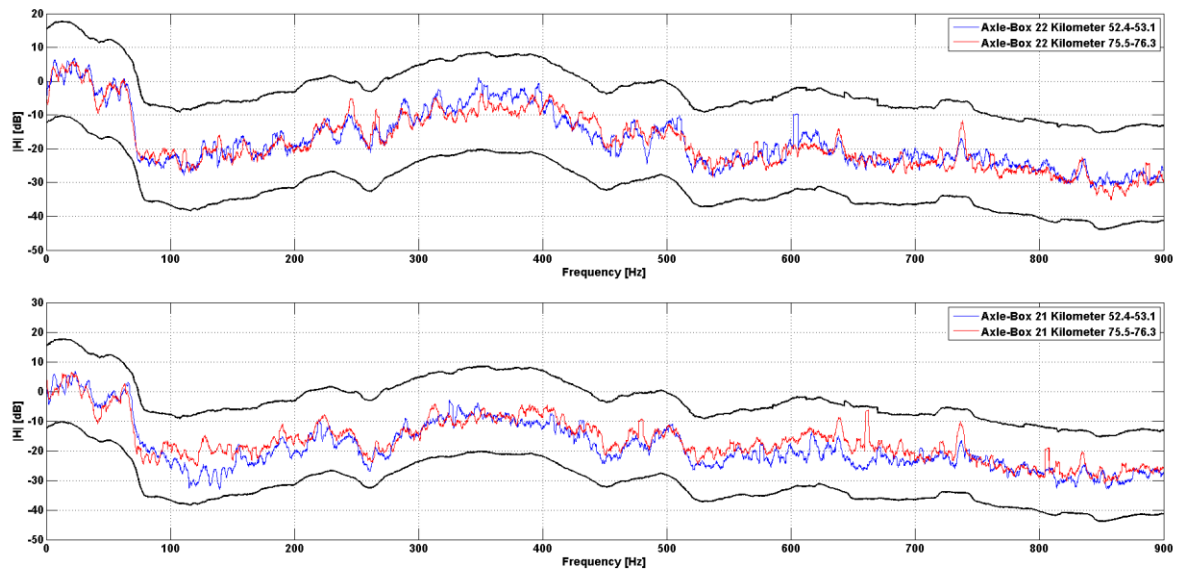 20
10
0
-10
-20
-30
-40
-50
|H| [dB]
0 100 200 300 400 500 600 700 800 900
Frequency [Hz]
Axle-Box 22 Kilometer 52.4-53.1
Axle-Box 22 Kilometer 75.5-76.3
30
20
10
0
-10
-20
-30
-40
-50
|H| [dB]
0 100 200 300 400 500 600 700 800 900
Frequency [Hz]
Axle-Box 21 Kilometer 52.4-53.1
Axle-Box 21 Kilometer 75.5-76.3